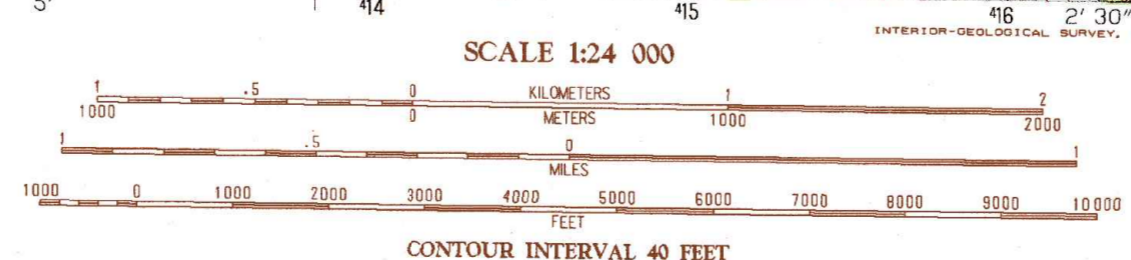 5' ⁴14 ⁴15 ⁴16 2' 30"
INTERIOR-GEOLOGICAL SURVEY.
SCALE 1:24 000
1 .5 0 KILOMETERS 1 2
1000 0 METERS 1000 2000
1 .5 0 1
MILES
1000 0 1000 2000 3000 4000 5000 6000 7000 8000 9000 10000
FEET
CONTOUR INTERVAL 40 FEET